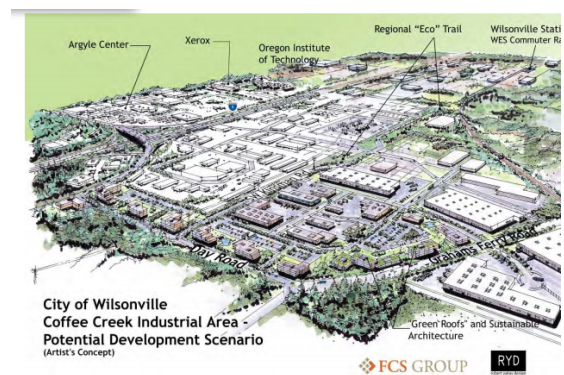 Argyle Center
Xerox
Oregon Institute
of Technology
Regional "Eco" Trail
Wilsonville Stati
WES Commuter Ra
5
Day Road
Grahams Ferry Road
City of Wilsonville
Coffee Creek Industrial Area -
Potential Development Scenario
(Artist's Concept)
"Green Roofs" and Sustainable
Architecture
FCS GROUP
RYD